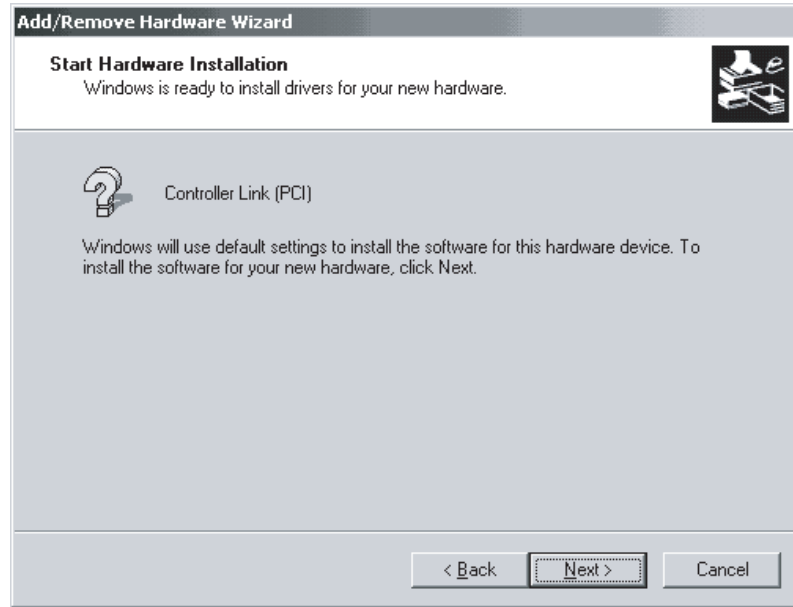 Add/Remove Hardware Wizard
Start Hardware Installation
Windows is ready to install drivers for your new hardware.
Controller Link (PCI)
Windows will use default settings to install the software for this hardware device. To
install the software for your new hardware, click Next.
< Back
Next >
Cancel